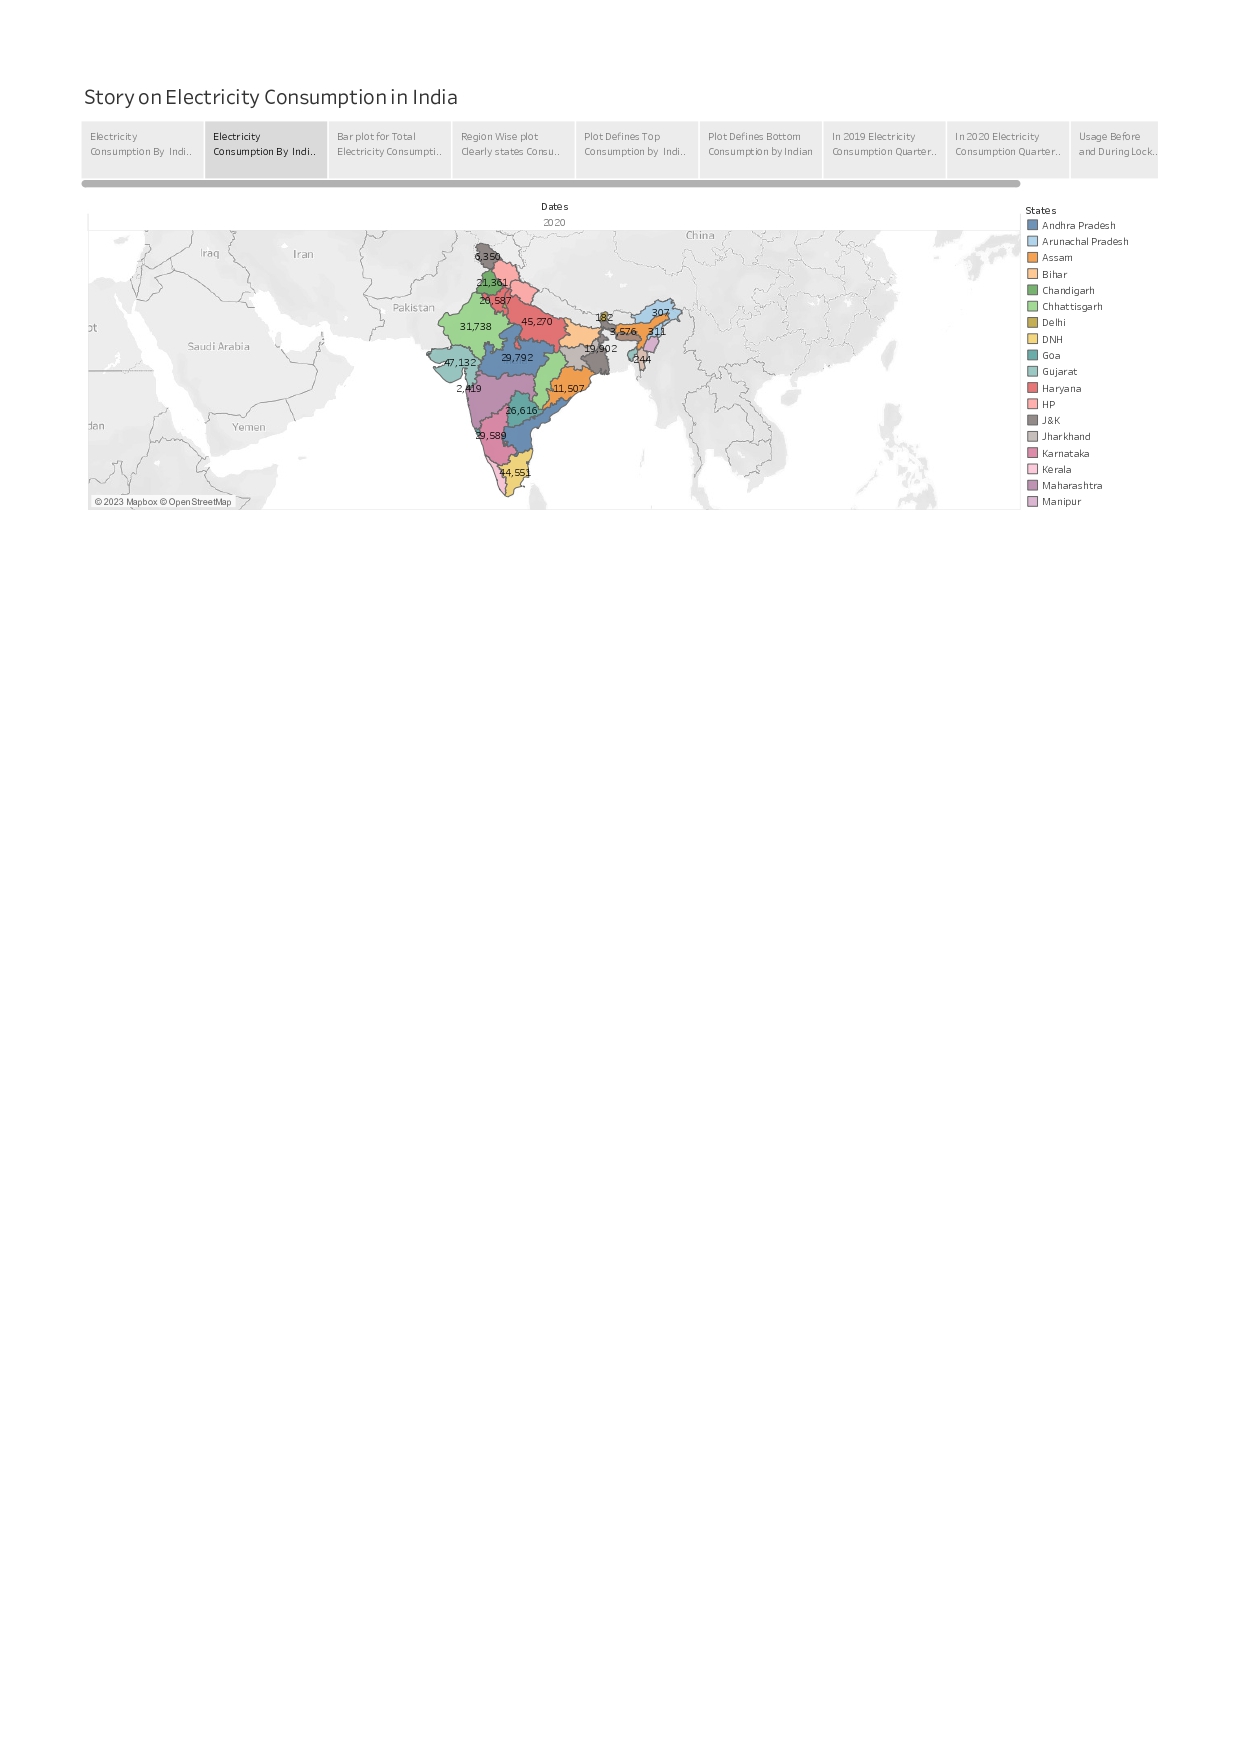 Story on Electricity Consumption in India
Electricity
Consumption By Indi..
Electricity
Consumption By Indi..
Bar plot for Total
Electricity Consumpti..
Region Wise plot
Clearly states Consu..
Plot Defines Top
Consumption by Indi..
Plot Defines Bottom
Consumption by Indian
In 2019 Electricity
Consumption Quarter..
In 2020 Electricity
Consumption Quarter..
Usage Before
and During Lock..
Dates
2020
China
Iraq
Iran
Pakistan
Saudi Arabia
Yemen
ot
dan
6,350
21,361
20,587
31,738
45,270
182
307
3,576
311
19,902
244
47,132
29,792
2,419
11,507
26,616
29,589
44,551
© 2023 Mapbox © OpenStreetMap
States
Andhra Pradesh
Arunachal Pradesh
Assam
Bihar
Chandigarh
Chhattisgarh
Delhi
DNH
Goa
Gujarat
Haryana
HP
J&K
Jharkhand
Karnataka
Kerala
Maharashtra
Manipur